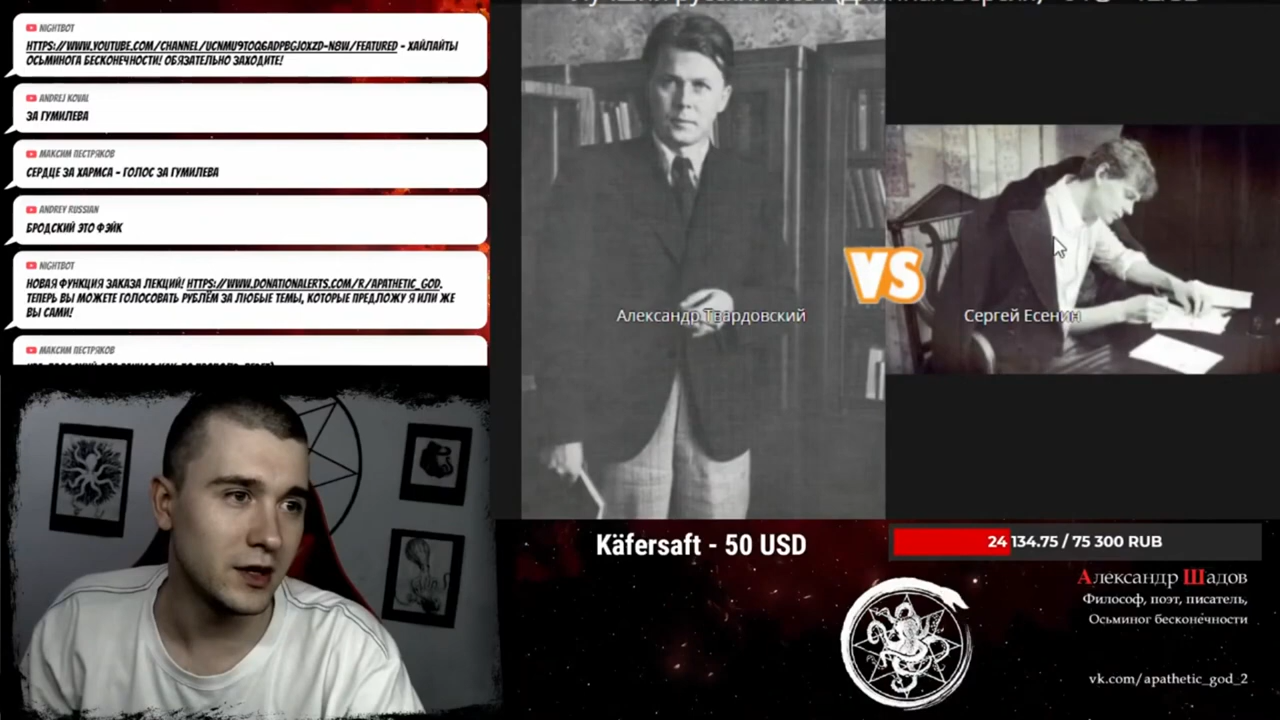 NIGHTBOT
HTTPS://WWW.YOUTUBE.COM/CHANNEL/UCNMU9TOQ6ADPBGJOXZD-N8W/FEATURED - ХАЙЛАЙТЫ
ОСЬМИНОГА БЕСКОНЕЧНОСТИ! ОБЯЗАТЕЛЬНО ЗАХОДИТЕ!
ANDREJ KOVAL
ЗА ГУМИЛЕВА
МАКСИМ ПЕСТРЯКОВ
СЕРДЦЕ ЗА ХАРМСА - ГОЛОС ЗА ГУМИЛЕВА
ANDREY RUSSIAN
БРОДСКИЙ ЭТО ФЭЙК
NIGHTBOT
НОВАЯ ФУНКЦИЯ ЗАКАЗА ЛЕКЦИЙ! HTTPS://WWW.DONATIONALERTS.COM/R/APATHETIC_GOD.
ТЕПЕРЬ ВЫ МОЖЕТЕ ГОЛОСОВАТЬ РУБЛЁМ ЗА ЛЮБЫЕ ТЕМЫ, КОТОРЫЕ ПРЕДЛОЖУ Я ИЛИ ЖЕ
ВЫ САМИ!
МАКСИМ ПЕСТРЯКОВ
Александр Твардовский
VS
Сергей Есенин
Käfersaft - 50 USD
24 134.75 / 75 300 RUB
Александр Шадов
Философ, поэт, писатель,
Осьминог бесконечности
vk.com/apathetic_god_2